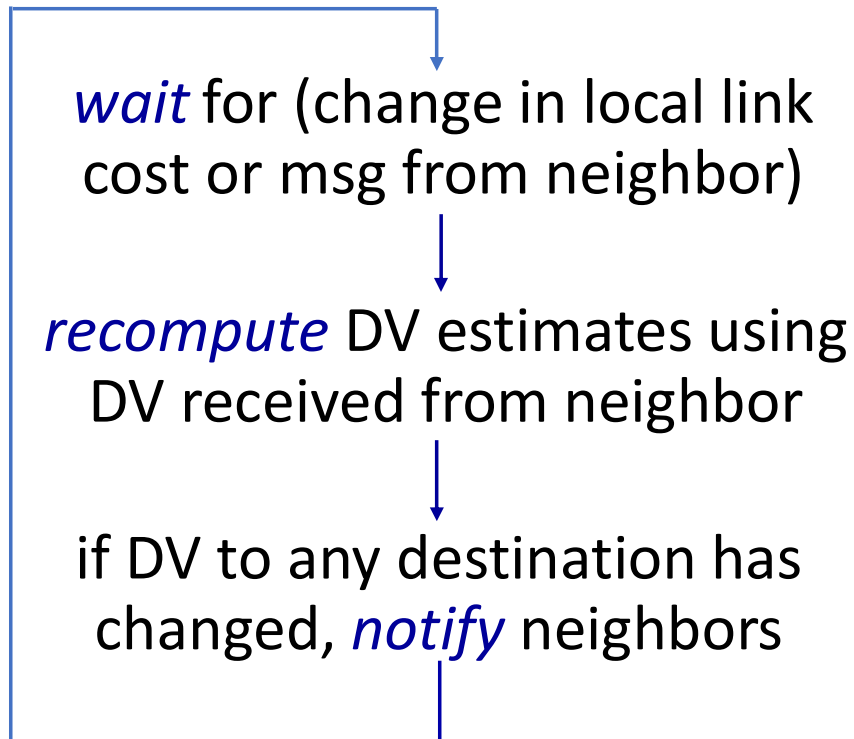 wait for (change in local link
cost or msg from neighbor)
recompute DV estimates using
DV received from neighbor
if DV to any destination has
changed, notify neighbors